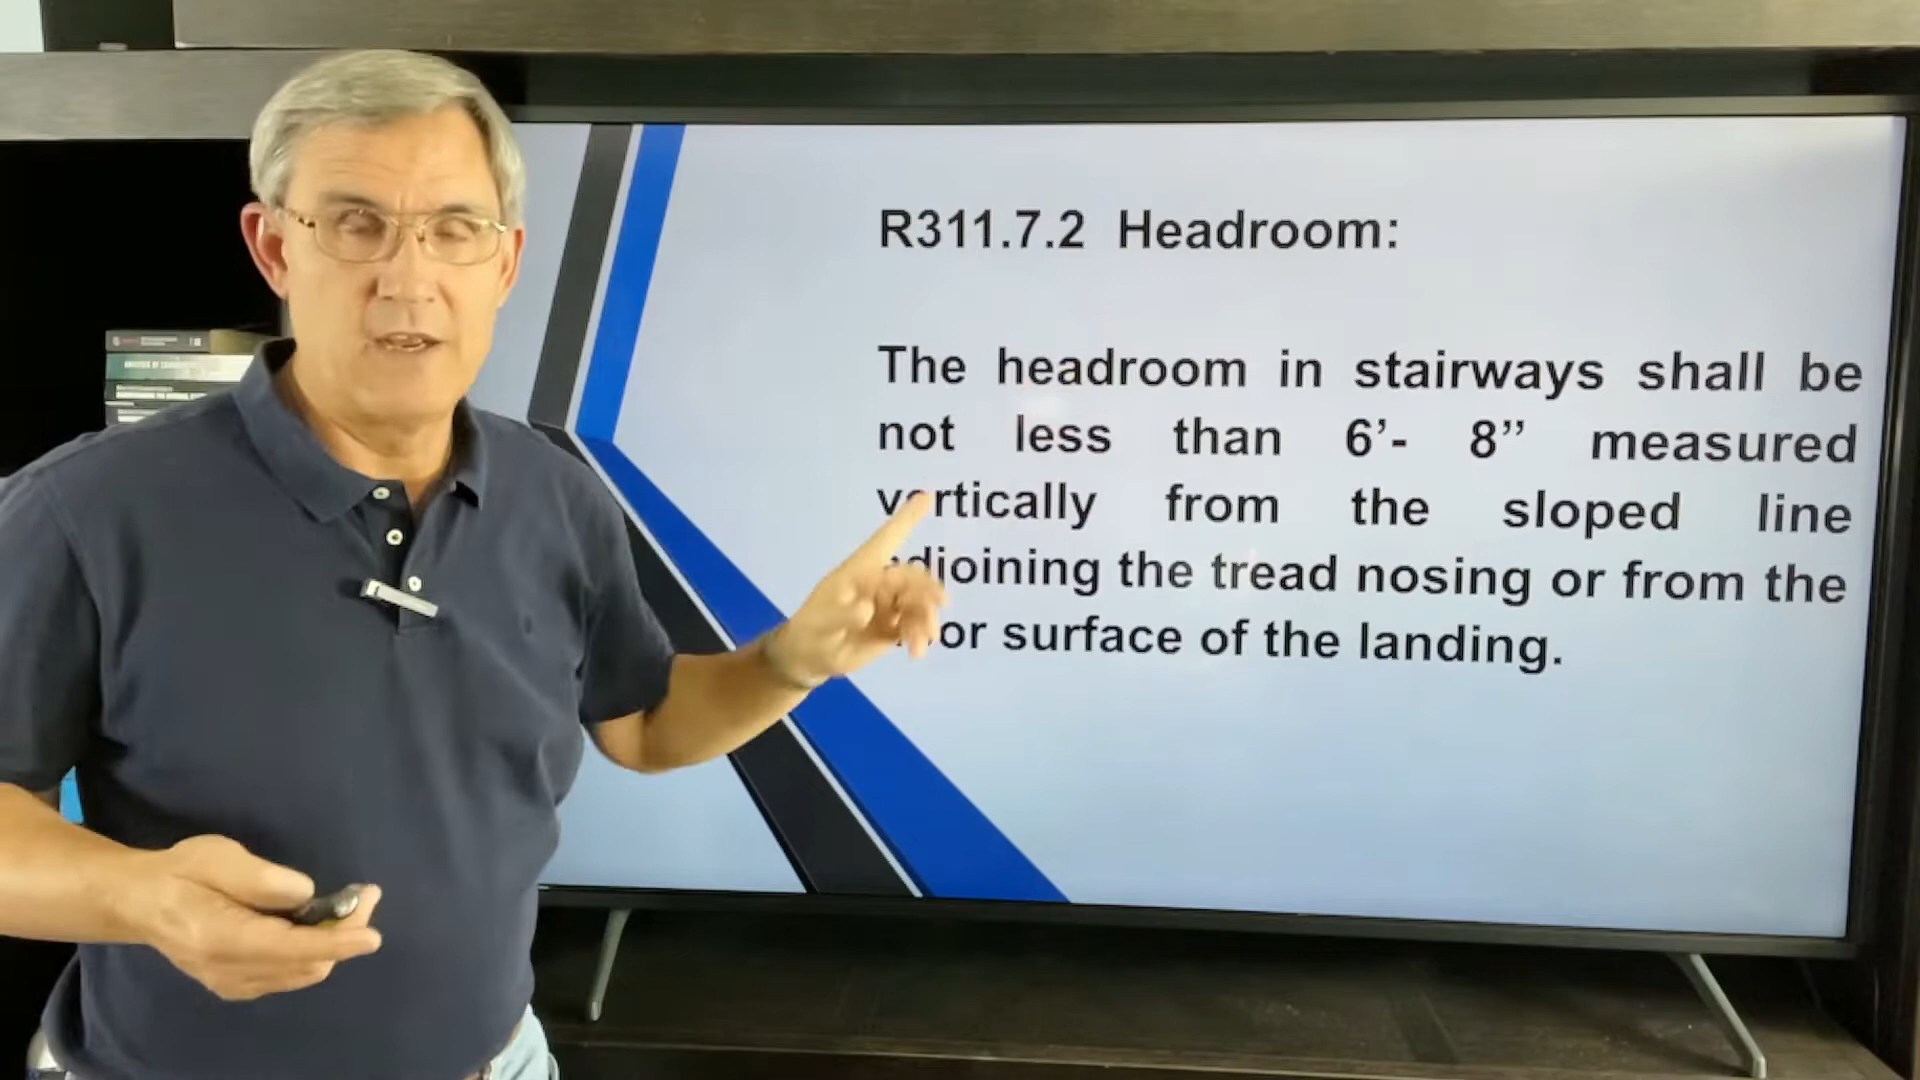 R311.7.2 Headroom:
The headroom in stairways shall be
not less than 6’- 8” measured
vertically from the sloped line
adjoining the tread nosing or from the
surface of the landing.